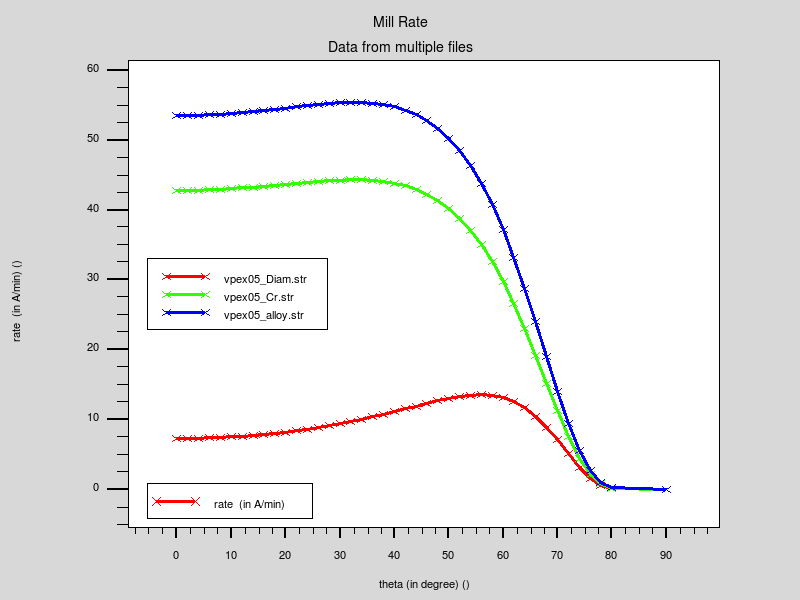 Mill Rate
Data from multiple files
60
50
40
30
20
10
0
rate (in A/min) ()
vpex05_Diam.str
vpex05_Cr.str
vpex05_alloy.str
rate (in A/min)
0 10 20 30 40 50 60 70 80 90
theta (in degree) ()